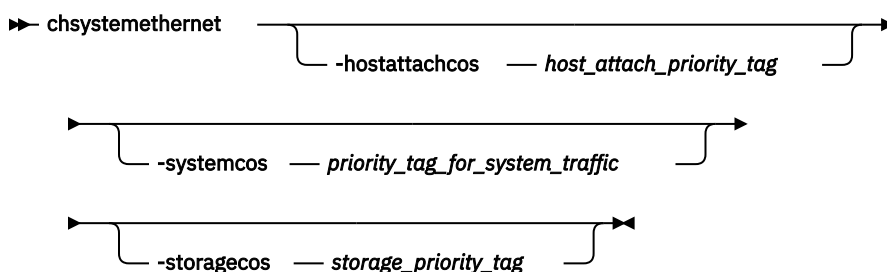 chsystemethernet
-hostattachcos host_attach_priority_tag
-systemcos priority_tag_for_system_traffic
-storagecos storage_priority_tag